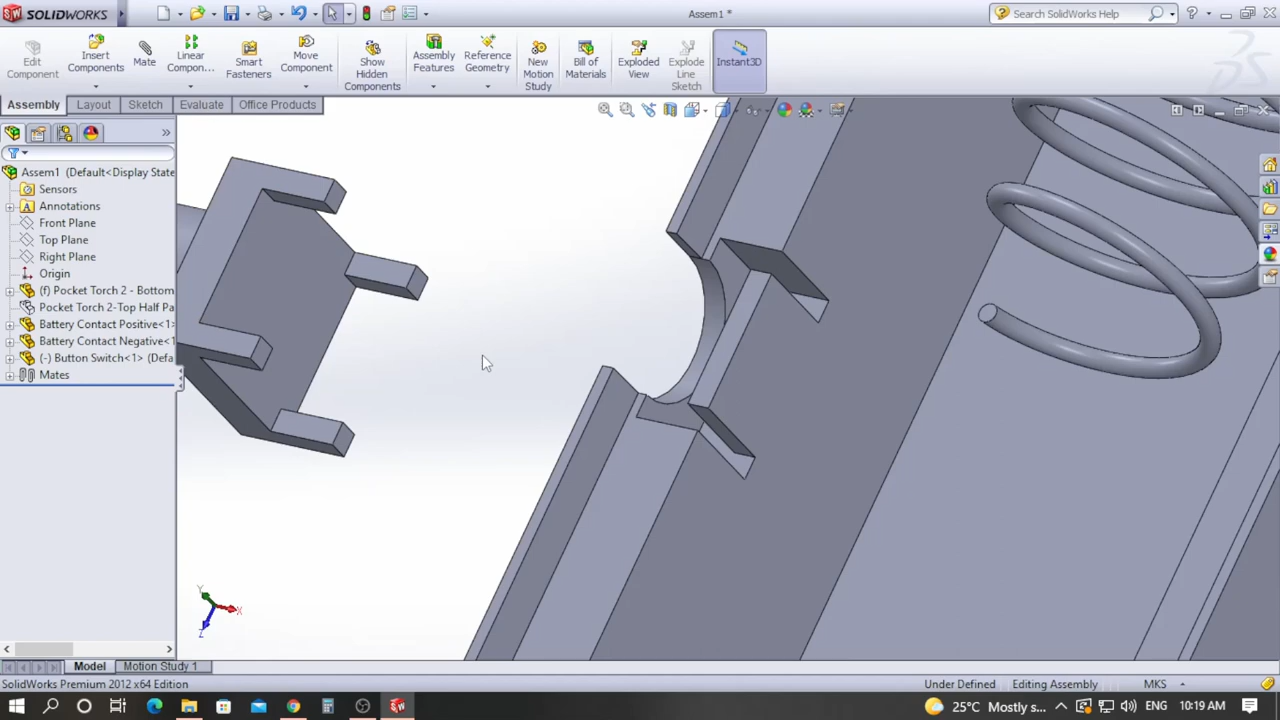 SOLIDWORKS
Assem1 *
Search SolidWorks Help
Edit Component
Insert Components
Mate
Linear Compon...
Smart Fasteners
Move Component
Show Hidden Components
Assembly Features
Reference Geometry
New Motion Study
Bill of Materials
Exploded View
Explode Line Sketch
Instant3D
Assembly
Layout
Sketch
Evaluate
Office Products
Assem1 (Default<Display State
Sensors
Annotations
Front Plane
Top Plane
Right Plane
Origin
(f) Pocket Torch 2 - Bottom
Pocket Torch 2-Top Half Pa
Battery Contact Positive<1>
Battery Contact Negative<1
(-) Button Switch<1> (Defa
Mates
Y
X
Z
Model
Motion Study 1
SolidWorks Premium 2012 x64 Edition
Under Defined
Editing Assembly
MKS
25°C Mostly s...
ENG
10:19 AM